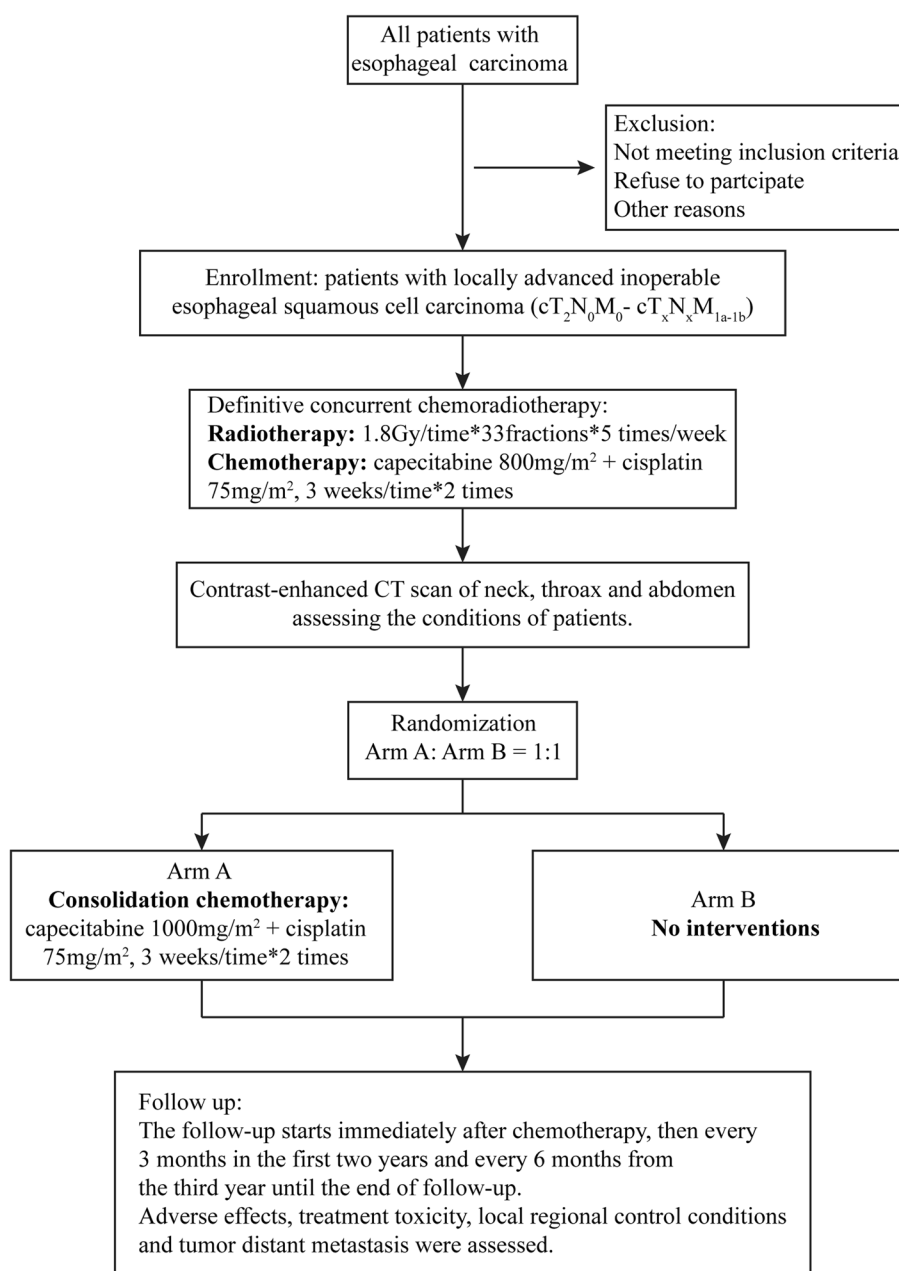 All patients with
esophageal carcinoma
Exclusion:
Not meeting inclusion criteria
Refuse to partcipate
Other reasons
Enrollment: patients with locally advanced inoperable
esophageal squamous cell carcinoma (cT₂N₀M₀- cTₓNₓM₁ₐ₋₁b)
Definitive concurrent chemoradiotherapy:
Radiotherapy: 1.8Gy/time*33fractions*5 times/week
Chemotherapy: capecitabine 800mg/m² + cisplatin
75mg/m², 3 weeks/time*2 times
Contrast-enhanced CT scan of neck, throax and abdomen
assessing the conditions of patients.
Randomization
Arm A: Arm B = 1:1
Arm A
Consolidation chemotherapy:
capecitabine 1000mg/m² + cisplatin
75mg/m², 3 weeks/time*2 times
Arm B
No interventions
Follow up:
The follow-up starts immediately after chemotherapy, then every
3 months in the first two years and every 6 months from
the third year until the end of follow-up.
Adverse effects, treatment toxicity, local regional control conditions
and tumor distant metastasis were assessed.